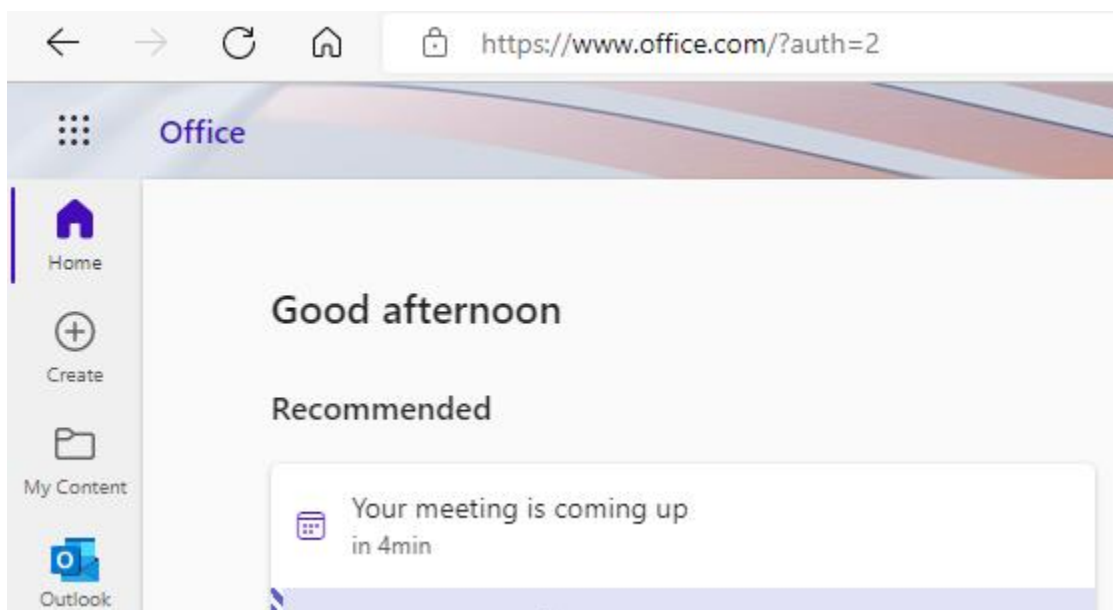 https://www.office.com/?auth=2
Office
Home
Create
My Content
Outlook
Good afternoon
Recommended
Your meeting is coming up
in 4min